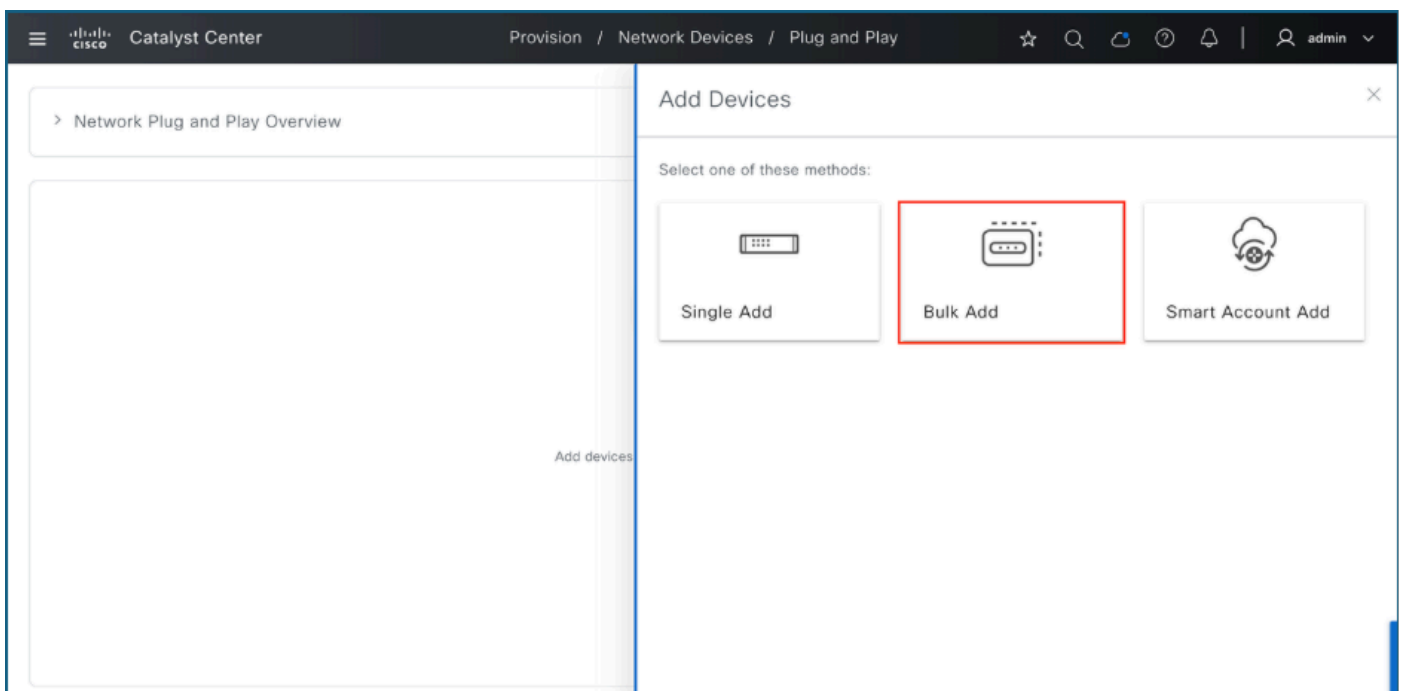 cisco Catalyst Center Provision / Network Devices / Plug and Play admin
Network Plug and Play Overview
Add Devices
Select one of these methods:
Single Add
Bulk Add
Smart Account Add
Add devices